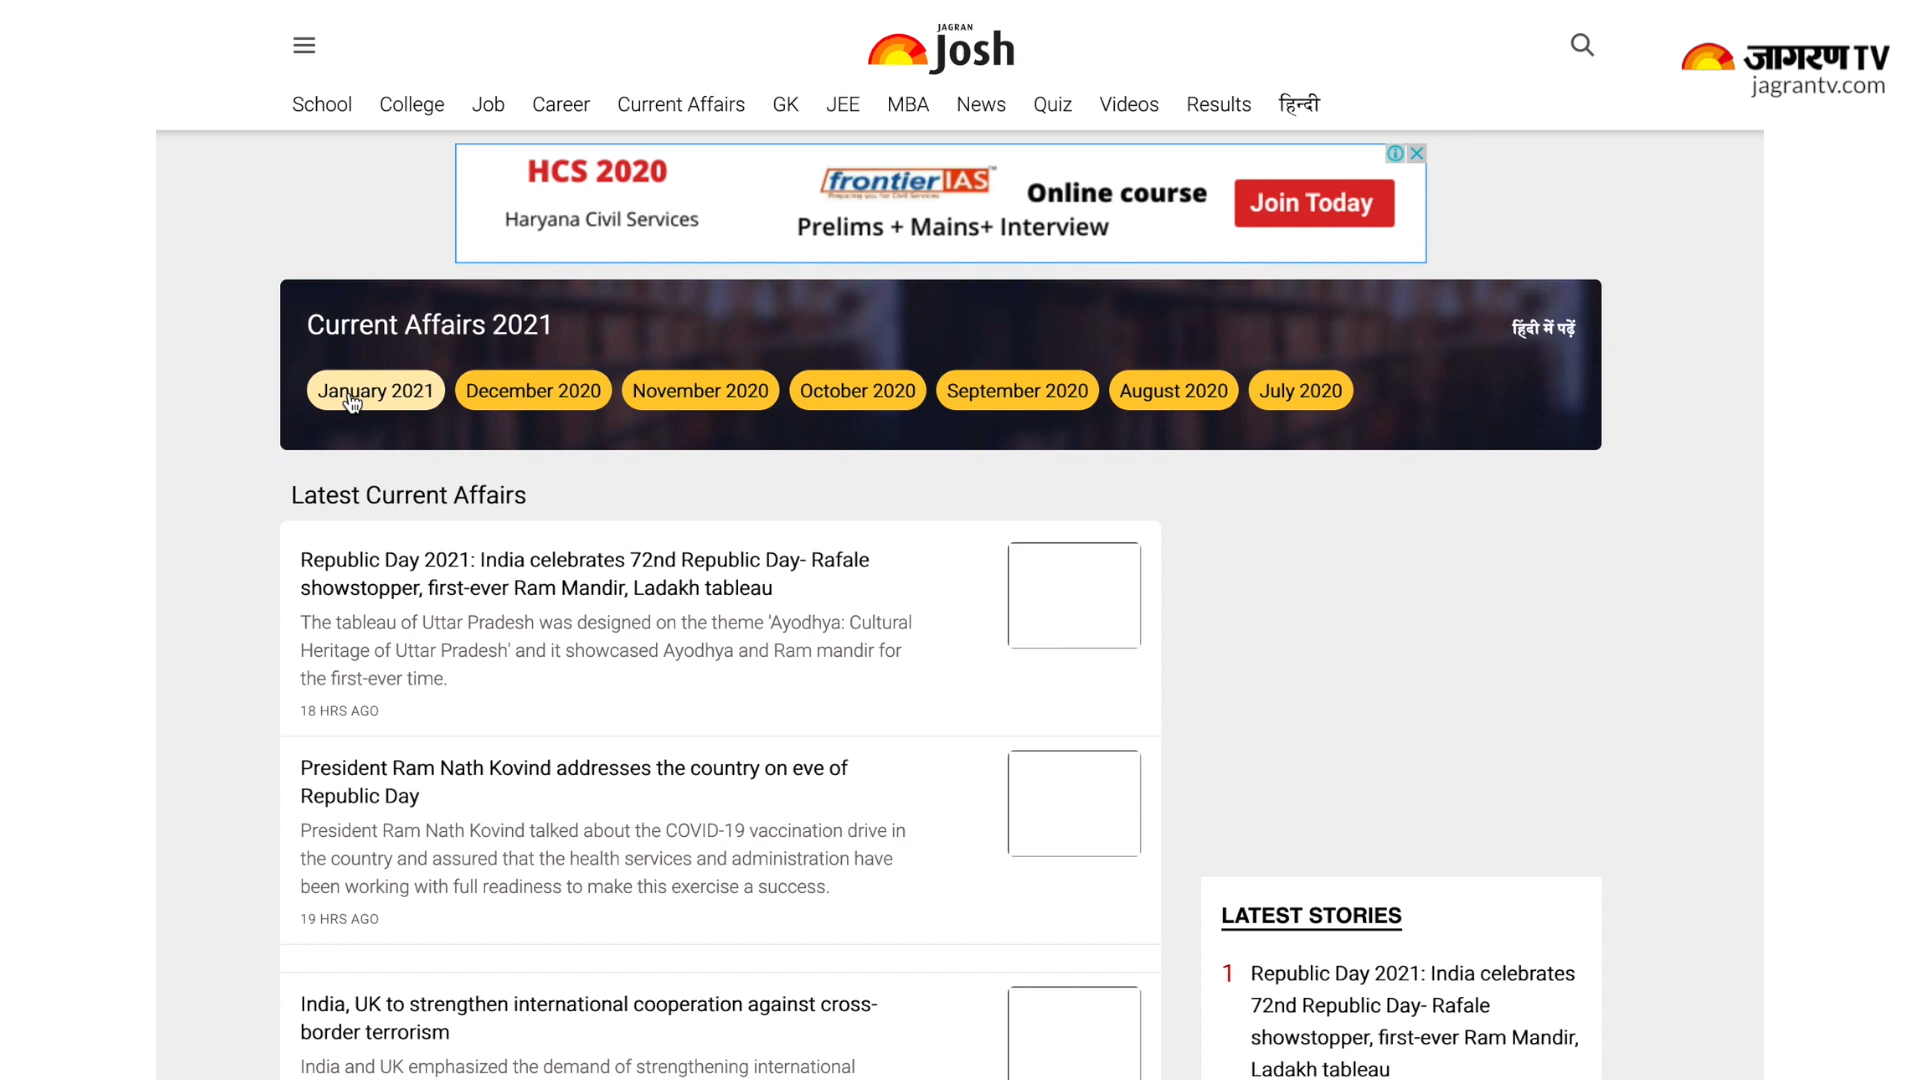 JAGRAN
Josh
जागरण TV
jagrantv.com
School College Job Career Current Affairs GK JEE MBA News Quiz Videos Results हिन्दी
HCS 2020
Haryana Civil Services
frontier IAS
Preparing you for Civil Services
Online course
Prelims + Mains+ Interview
Join Today
Current Affairs 2021
हिंदी में पढ़ें
January 2021 December 2020 November 2020 October 2020 September 2020 August 2020 July 2020
Latest Current Affairs
Republic Day 2021: India celebrates 72nd Republic Day- Rafale
showstopper, first-ever Ram Mandir, Ladakh tableau
The tableau of Uttar Pradesh was designed on the theme 'Ayodhya: Cultural
Heritage of Uttar Pradesh' and it showcased Ayodhya and Ram mandir for
the first-ever time.
18 HRS AGO
President Ram Nath Kovind addresses the country on eve of
Republic Day
President Ram Nath Kovind talked about the COVID-19 vaccination drive in
the country and assured that the health services and administration have
been working with full readiness to make this exercise a success.
19 HRS AGO
India, UK to strengthen international cooperation against cross-
border terrorism
India and UK emphasized the demand of strengthening international
LATEST STORIES
1 Republic Day 2021: India celebrates
72nd Republic Day- Rafale
showstopper, first-ever Ram Mandir,
Ladakh tableau